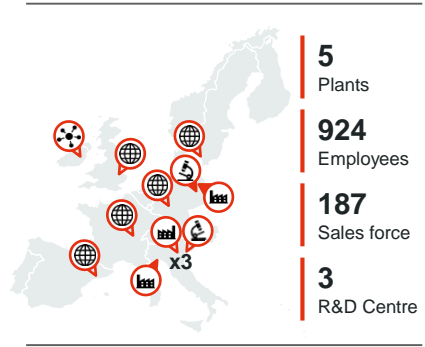 5
Plants
924
Employees
187
Sales force
x3
3
R&D Centre